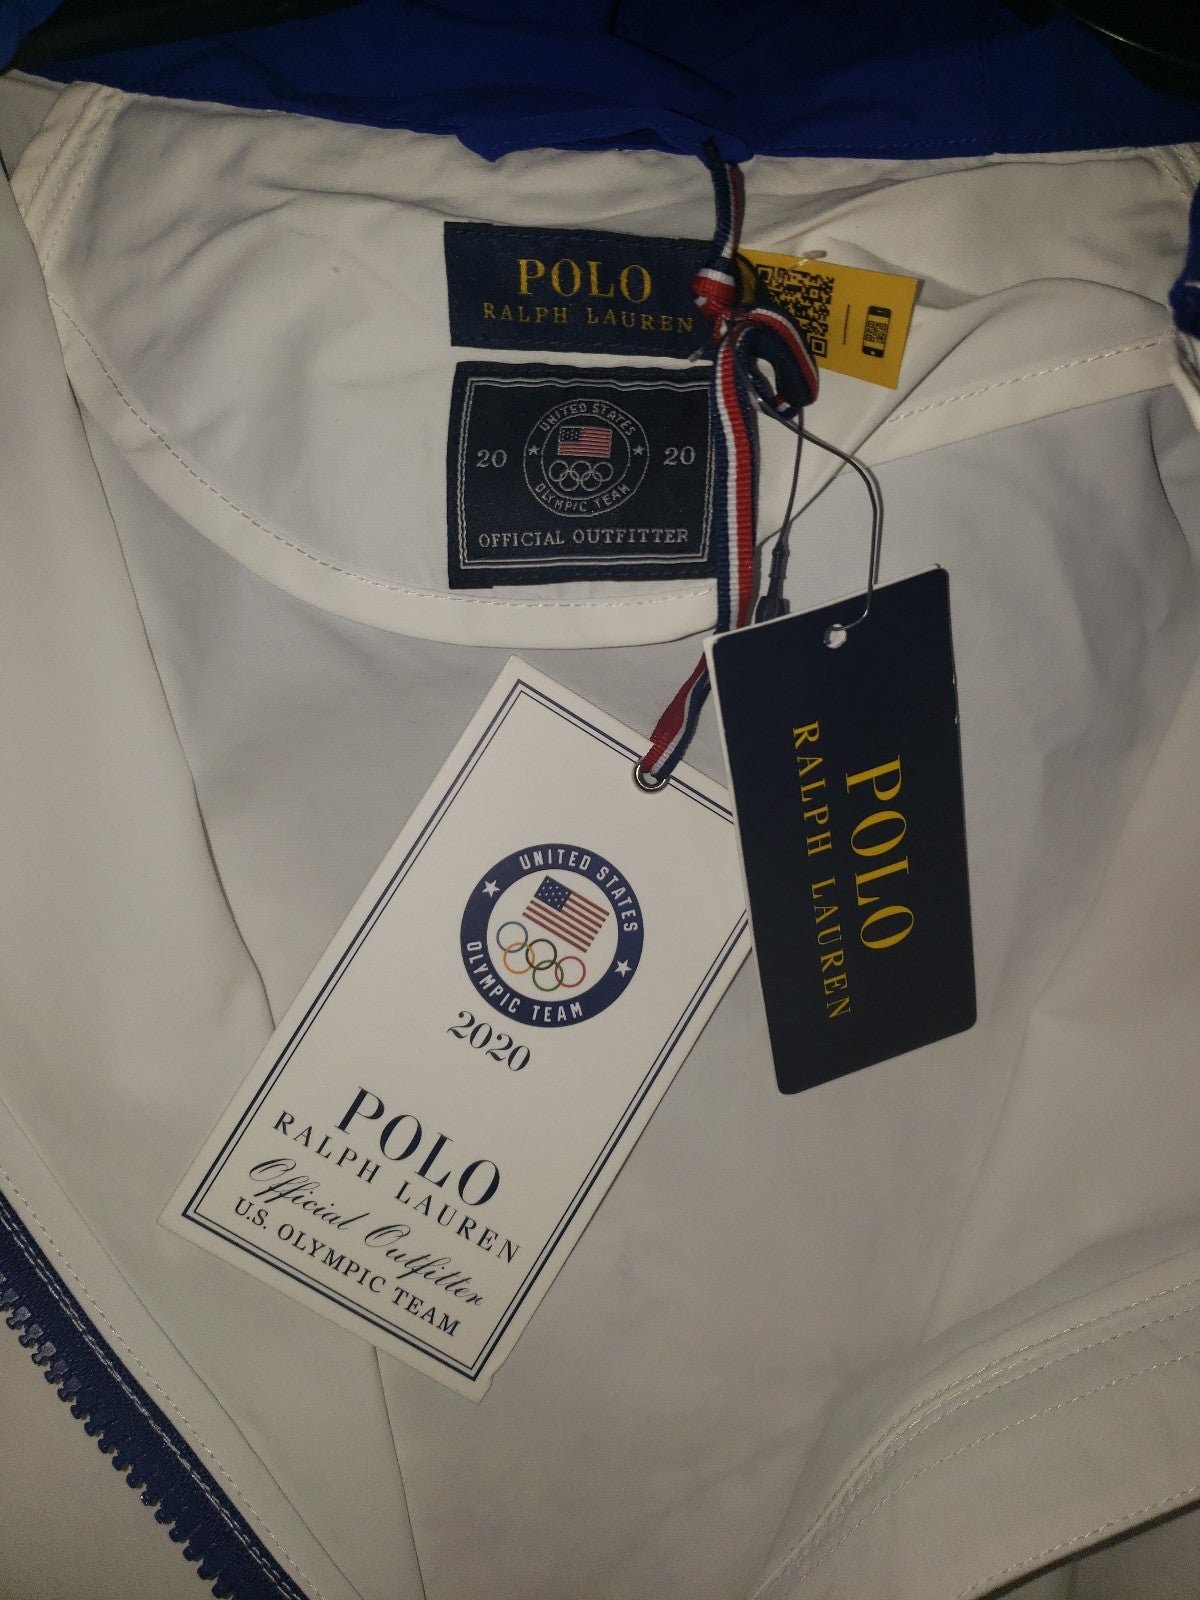 POLO
RALPH LAUREN
UNITED STATES
20 20
OLYMPIC TEAM
OFFICIAL OUTFITTER
UNITED STATES
OLYMPIC TEAM
2020
POLO
RALPH LAUREN
Official Outfitter
U.S. OLYMPIC TEAM
POLO
RALPH LAUREN